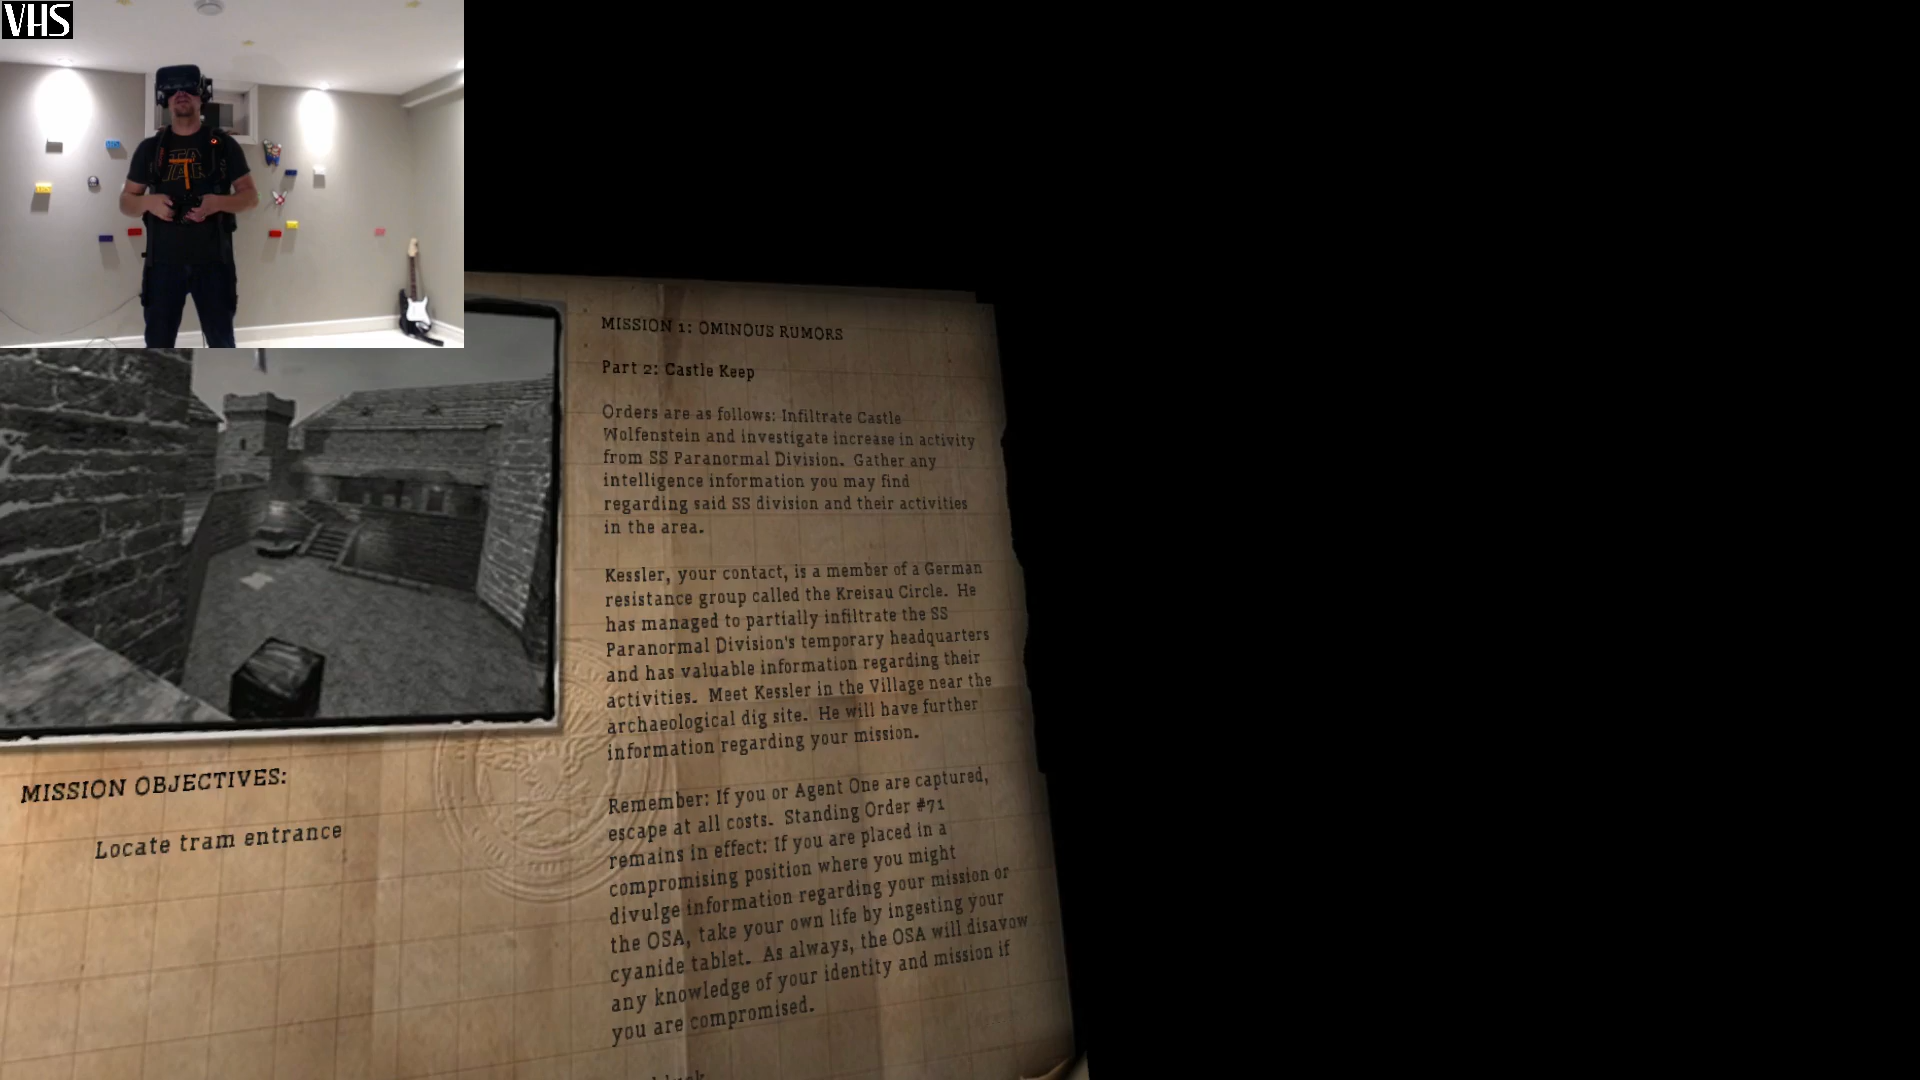 VHS
MISSION 1: OMINOUS RUMORS
Part 2: Castle Keep
Orders are as follows: Infiltrate Castle
Wolfenstein and investigate increase in activity
from SS Paranormal Division. Gather any
intelligence information you may find
regarding said SS division and their activities
in the area.
Kessler, your contact, is a member of a German
resistance group called the Kreisau Circle. He
has managed to partially infiltrate the SS
Paranormal Division's temporary headquarters
and has valuable information regarding their
activities. Meet Kessler in the Village near the
archaeological dig site. He will have further
information regarding your mission.
Remember: If you or Agent One are captured,
escape at all costs. Standing Order #71
remains in effect: If you are placed in a
compromising position where you might
divulge information regarding your mission or
the OSA, take your own life by ingesting your
cyanide tablet. As always, the OSA will disavow
any knowledge of your identity and mission if
you are compromised.
MISSION OBJECTIVES:
Locate tram entrance